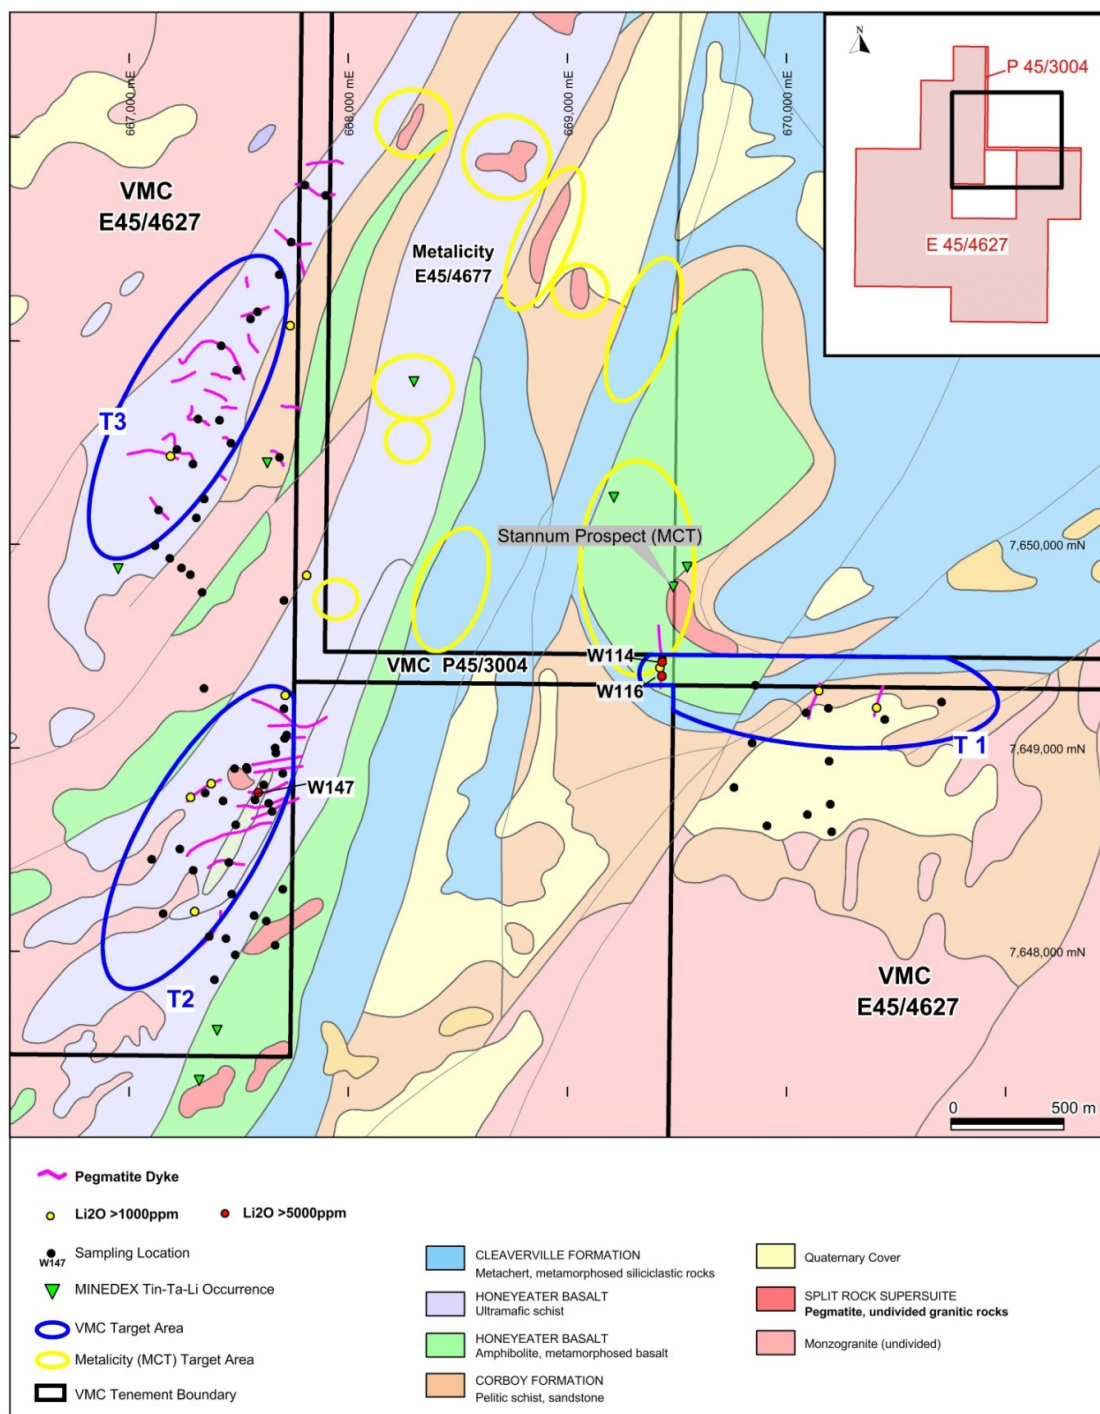 667,000 mE
668,000 mE
669,000 mE
670,000 mE
N
P 45/3004
E 45/4627
VMC
E45/4627
Metalicity
E45/4677
T3
Stannum Prospect (MCT)
7,650,000 mN
W114
VMC P45/3004
W116
T 1
7,649,000 mN
W147
7,648,000 mN
VMC
E45/4627
T2
0 500 m
Pegmatite Dyke
Li2O >1000ppm
Li2O >5000ppm
Sampling Location
W147
MINEDEX Tin-Ta-Li Occurrence
VMC Target Area
Metalicity (MCT) Target Area
VMC Tenement Boundary
CLEAVERVILLE FORMATION
Metachert, metamorphosed siliciclastic rocks
HONEYEATER BASALT
Ultramafic schist
HONEYEATER BASALT
Amphibolite, metamorphosed basalt
CORBOY FORMATION
Pelitic schist, sandstone
Quaternary Cover
SPLIT ROCK SUPERSUITE
Pegmatite, undivided granitic rocks
Monzogranite (undivided)